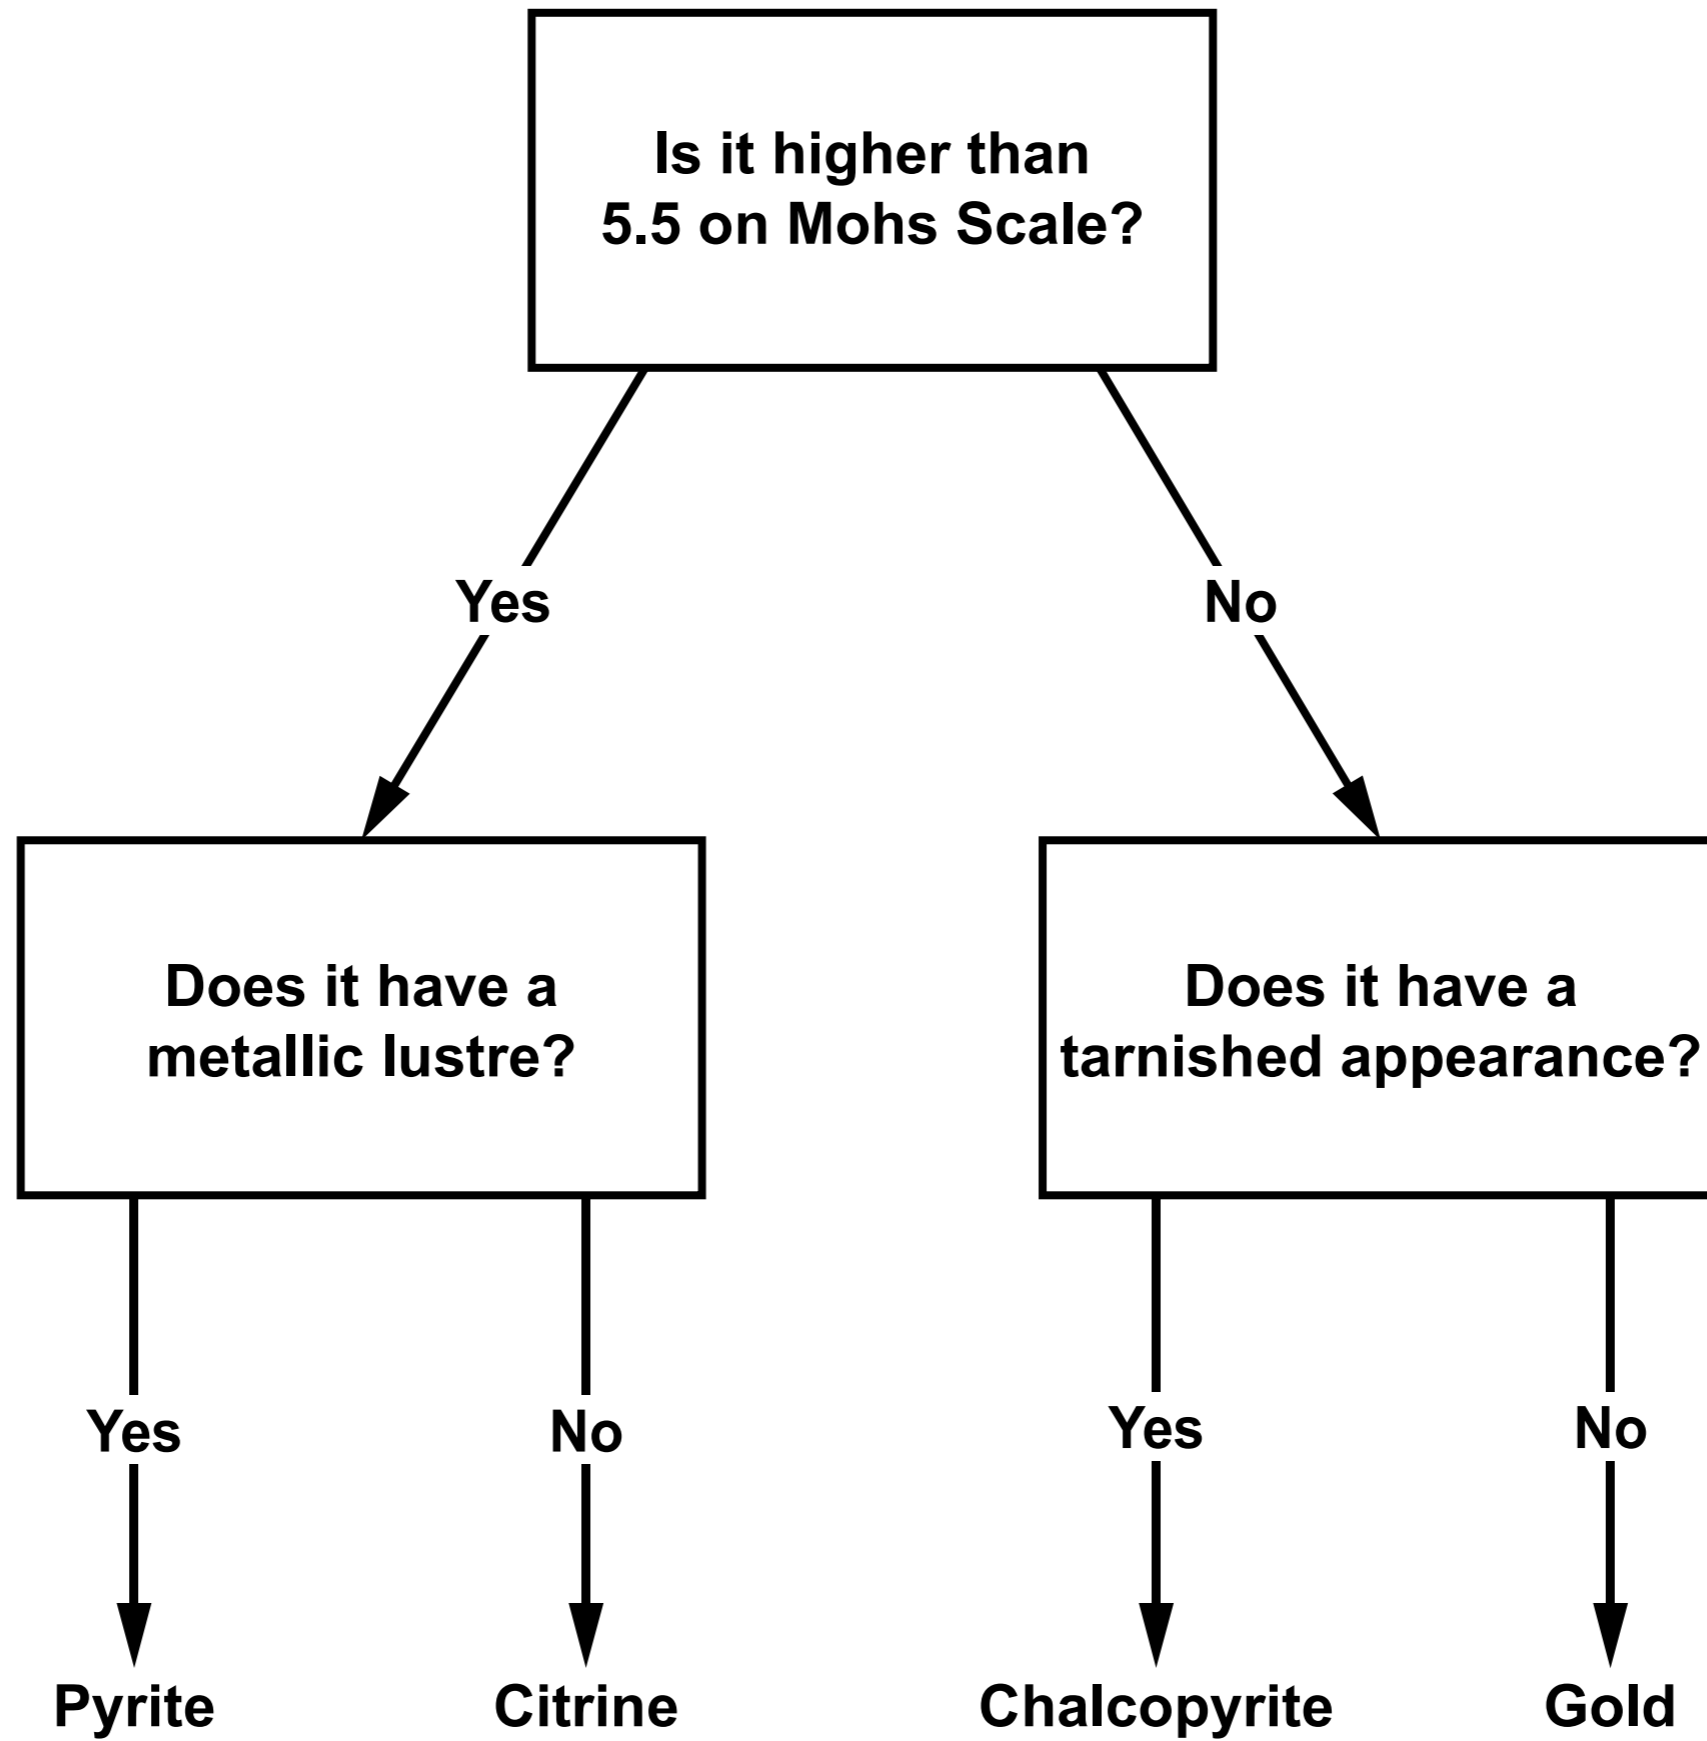 Is it higher than
5.5 on Mohs Scale?
Yes
No
Does it have a
metallic lustre?
Does it have a
tarnished appearance?
Yes
No
Yes
No
Pyrite
Citrine
Chalcopyrite
Gold